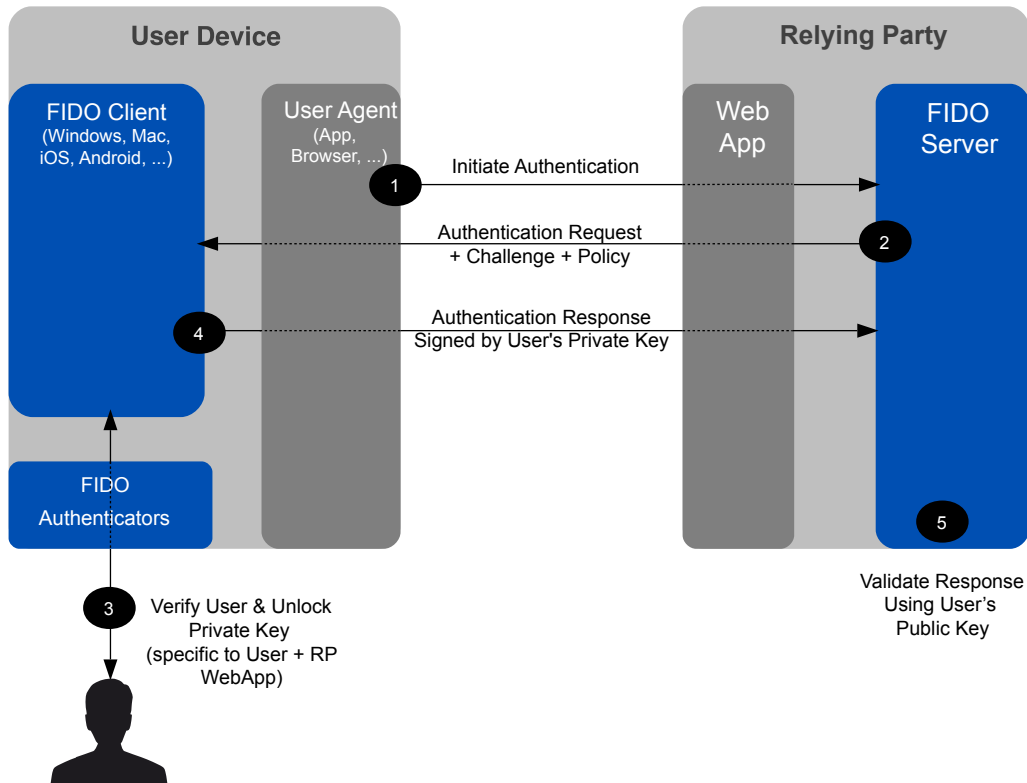 User Device
Relying Party
FIDO Client
(Windows, Mac,
iOS, Android, ...)
User Agent
(App,
Browser, ...)
Web
App
FIDO
Server
1
Initiate Authentication
2
Authentication Request
+ Challenge + Policy
4
Authentication Response
Signed by User's Private Key
FIDO
Authenticators
3
Verify User & Unlock
Private Key
(specific to User + RP
WebApp)
5
Validate Response
Using User’s
Public Key